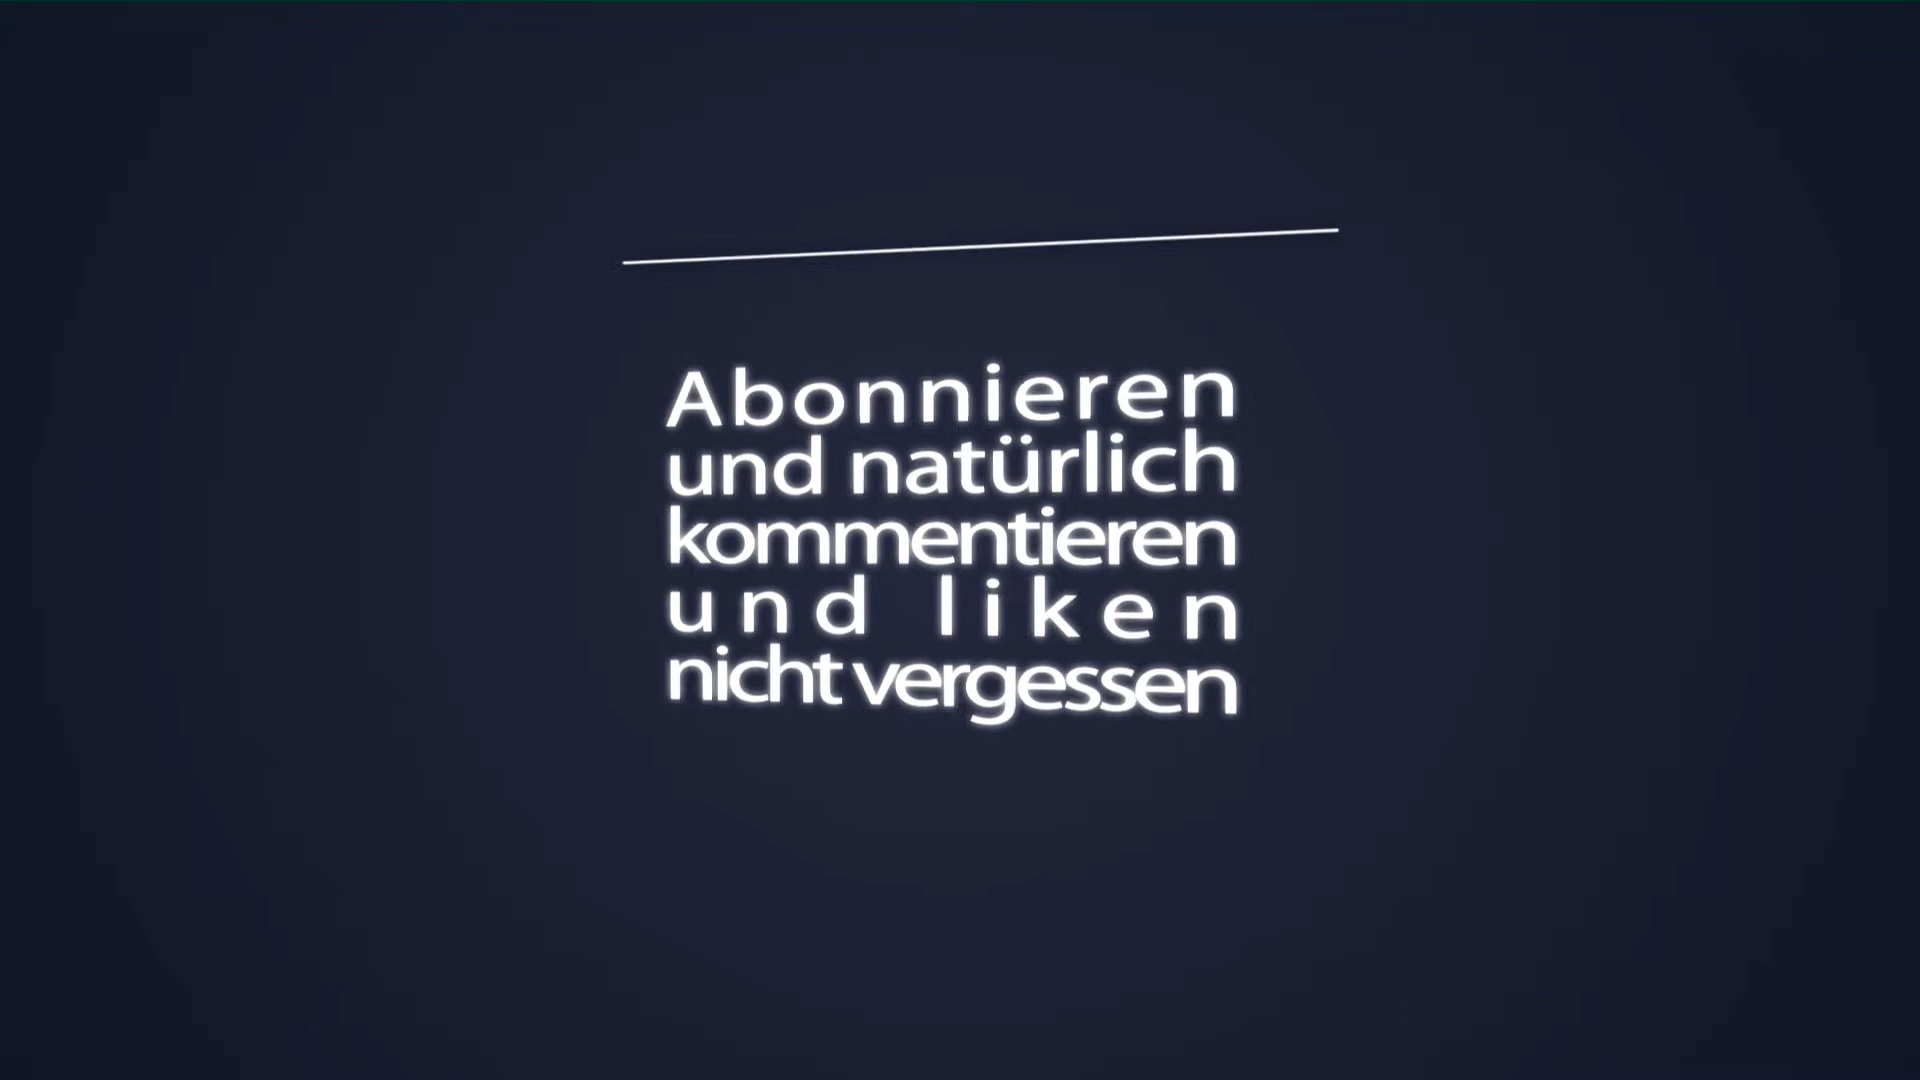 Abonnieren
und natürlich
kommentieren
und liken
nicht vergessen